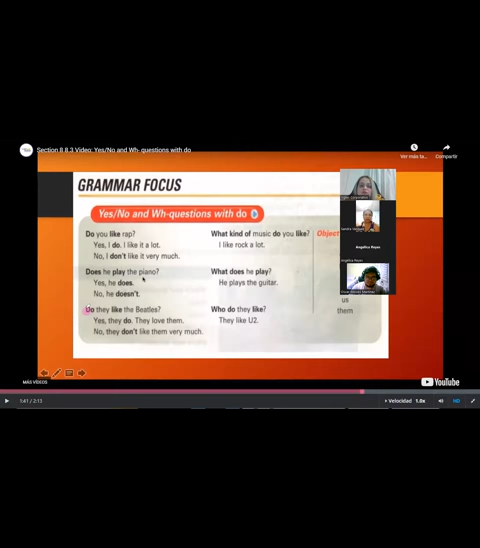 Section 8 8.3 Video: Yes/No and Wh- questions with do
Ver más ta...
Compartir
GRAMMAR FOCUS
Yes/No and Wh-questions with do
Do you like rap?
Yes, I do. I like it a lot.
No, I don't like it very much.
Does he play the piano?
Yes, he does.
No, he doesn't.
Do they like the Beatles?
Yes, they do. They love them.
No, they don't like them very much.
What kind of music do you like?
I like rock a lot.
What does he play?
He plays the guitar.
Who do they like?
They like U2.
Object
us
them
Angélica Reyes
Angélica Reyes
MÁS VÍDEOS
YouTube
1:41 / 2:13
Velocidad 1.0x
HD